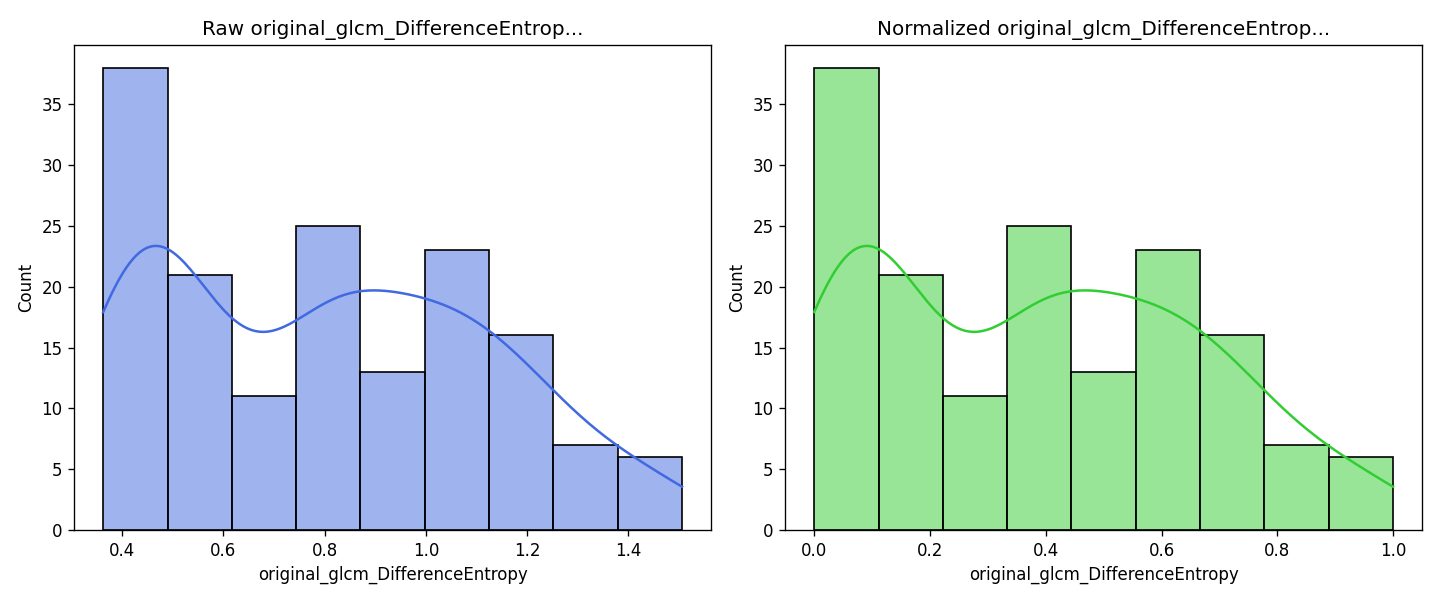 Raw original_glcm_DifferenceEntrop...
Count
35
30
25
20
15
10
5
0
0.4 0.6 0.8 1.0 1.2 1.4
original_glcm_DifferenceEntropy
Normalized original_glcm_DifferenceEntrop...
Count
35
30
25
20
15
10
5
0
0.0 0.2 0.4 0.6 0.8 1.0
original_glcm_DifferenceEntropy